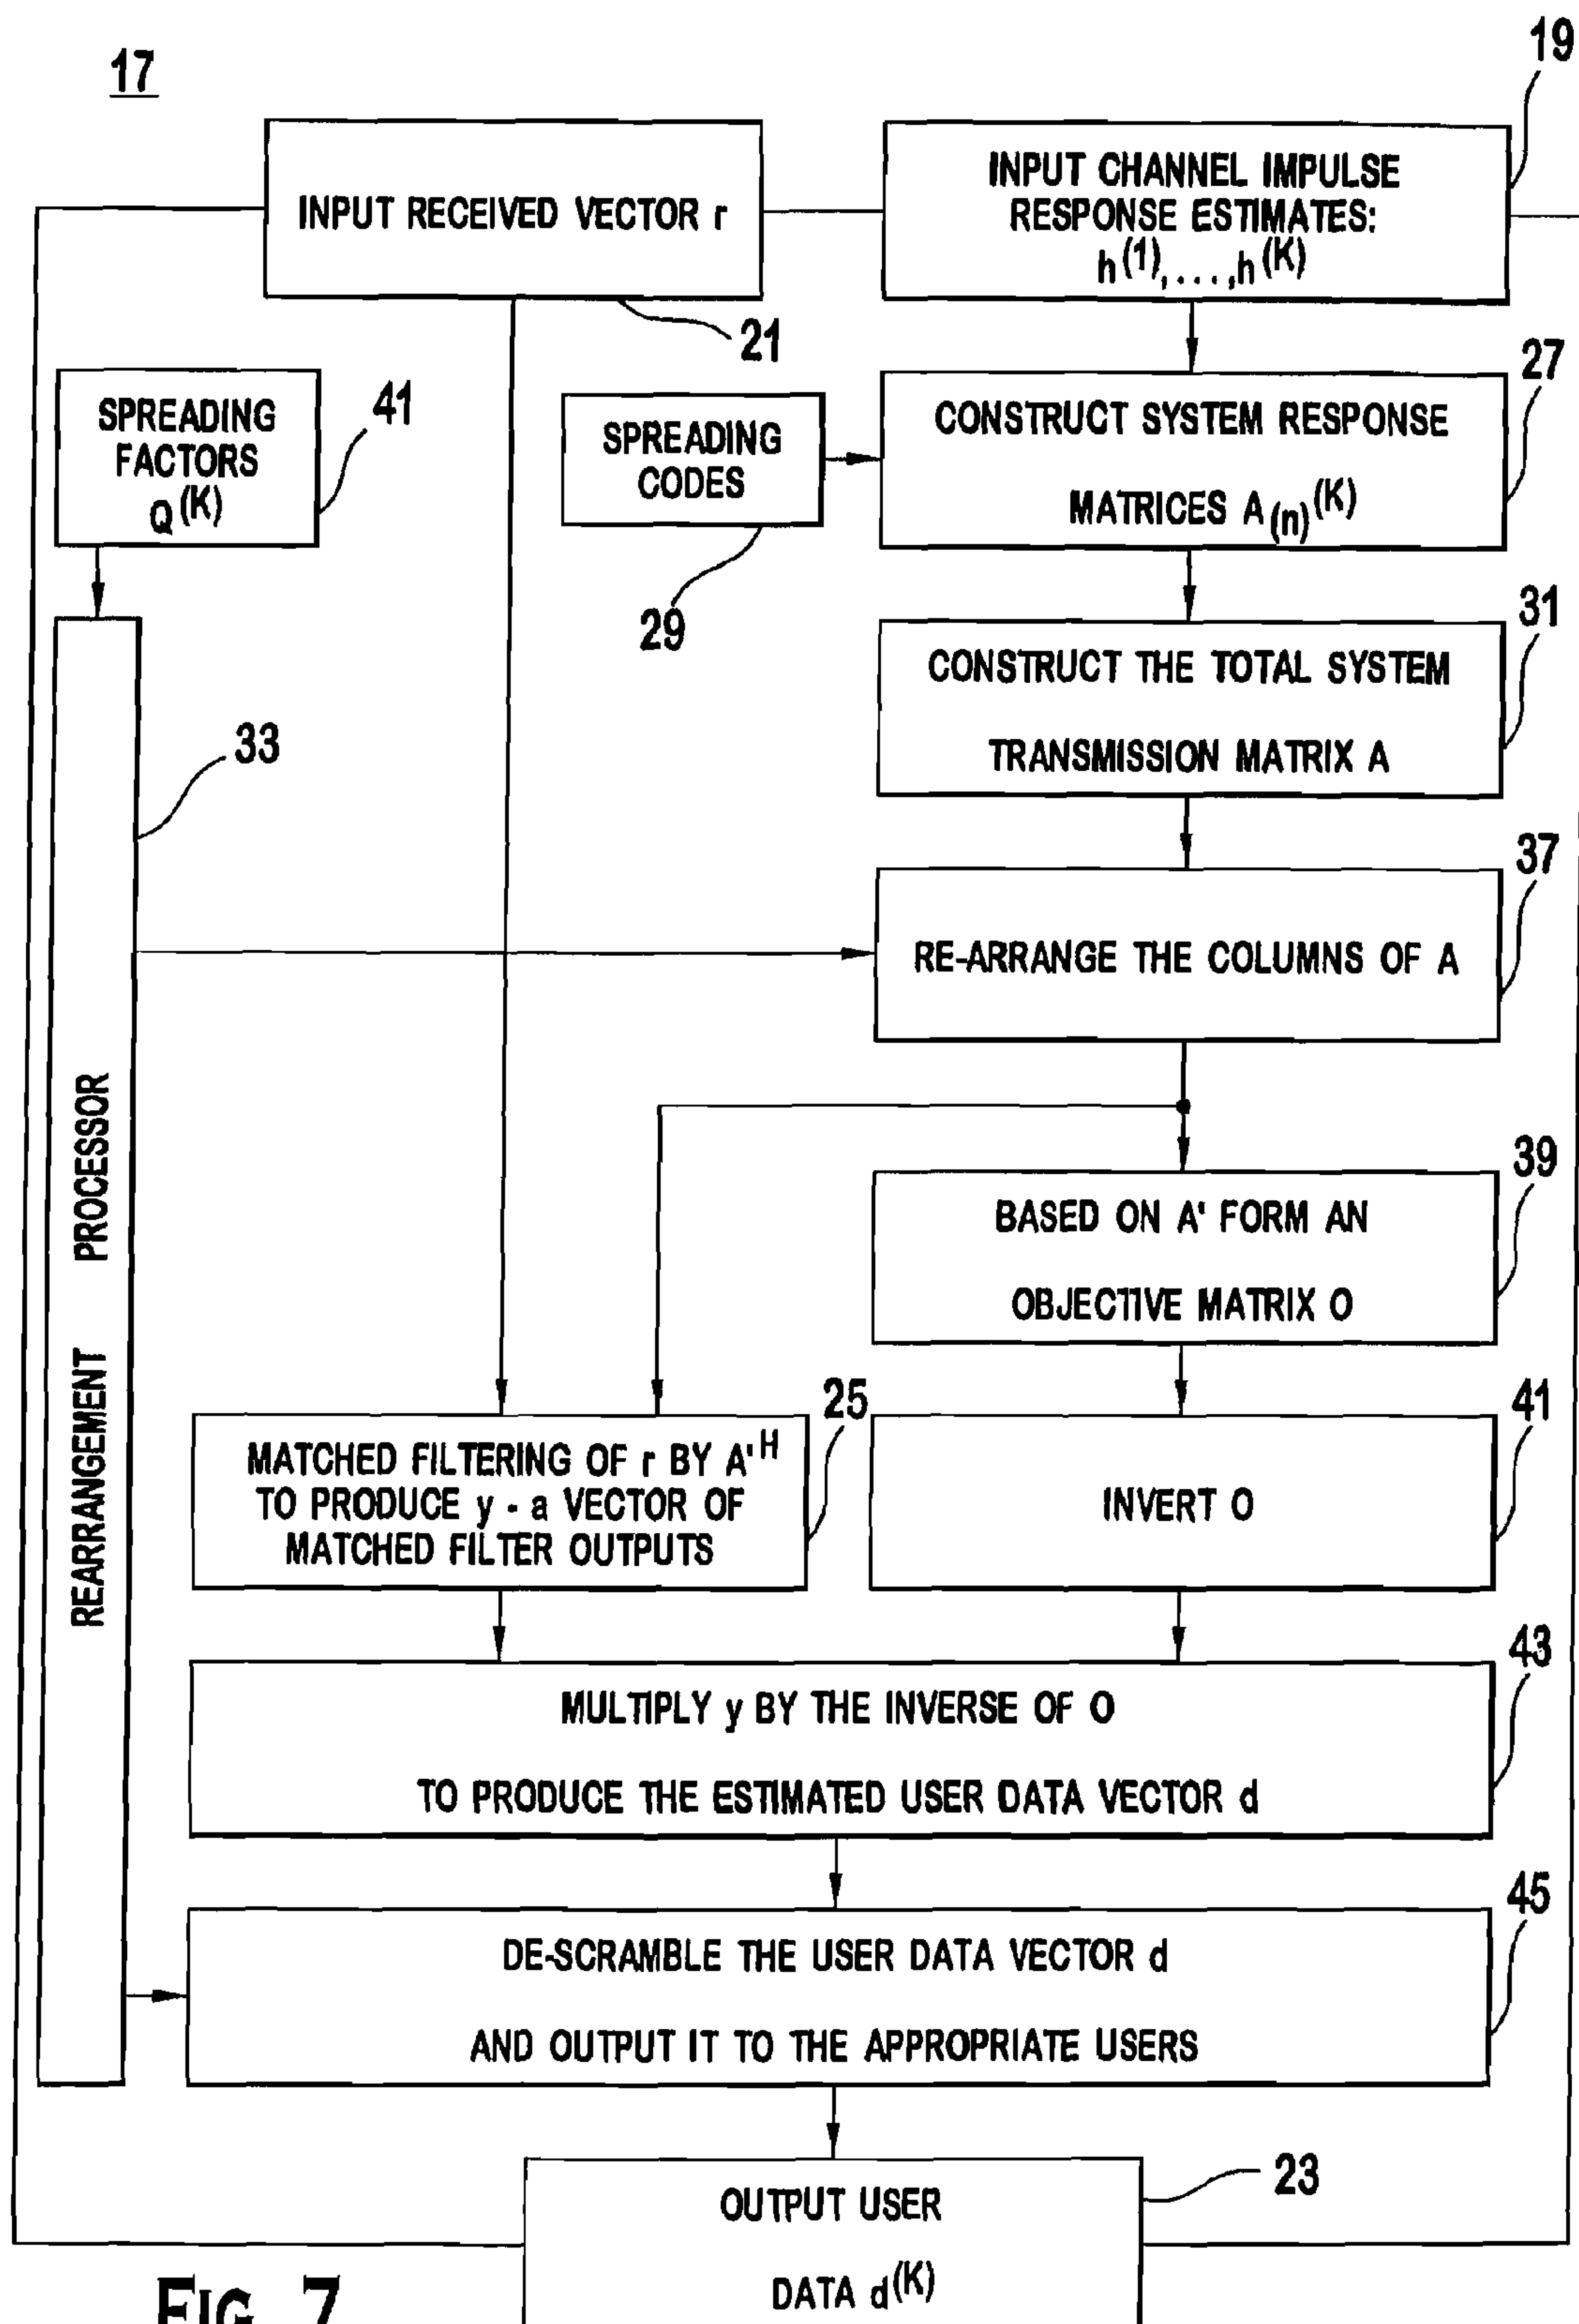 17
19
INPUT RECEIVED VECTOR r
INPUT CHANNEL IMPULSE
RESPONSE ESTIMATES:
h(1),...,h(K)
21
SPREADING
FACTORS
Q(K)
41
SPREADING
CODES
29
CONSTRUCT SYSTEM RESPONSE
MATRICES A(n)(K)
27
CONSTRUCT THE TOTAL SYSTEM
TRANSMISSION MATRIX A
31
33
REARRANGEMENT PROCESSOR
RE-ARRANGE THE COLUMNS OF A
37
BASED ON A' FORM AN
OBJECTIVE MATRIX O
39
MATCHED FILTERING OF r BY A'H
TO PRODUCE y - a VECTOR OF
MATCHED FILTER OUTPUTS
25
INVERT O
41
MULTIPLY y BY THE INVERSE OF O
TO PRODUCE THE ESTIMATED USER DATA VECTOR d
43
DE-SCRAMBLE THE USER DATA VECTOR d
AND OUTPUT IT TO THE APPROPRIATE USERS
45
OUTPUT USER
DATA d(K)
23
FIG. 7